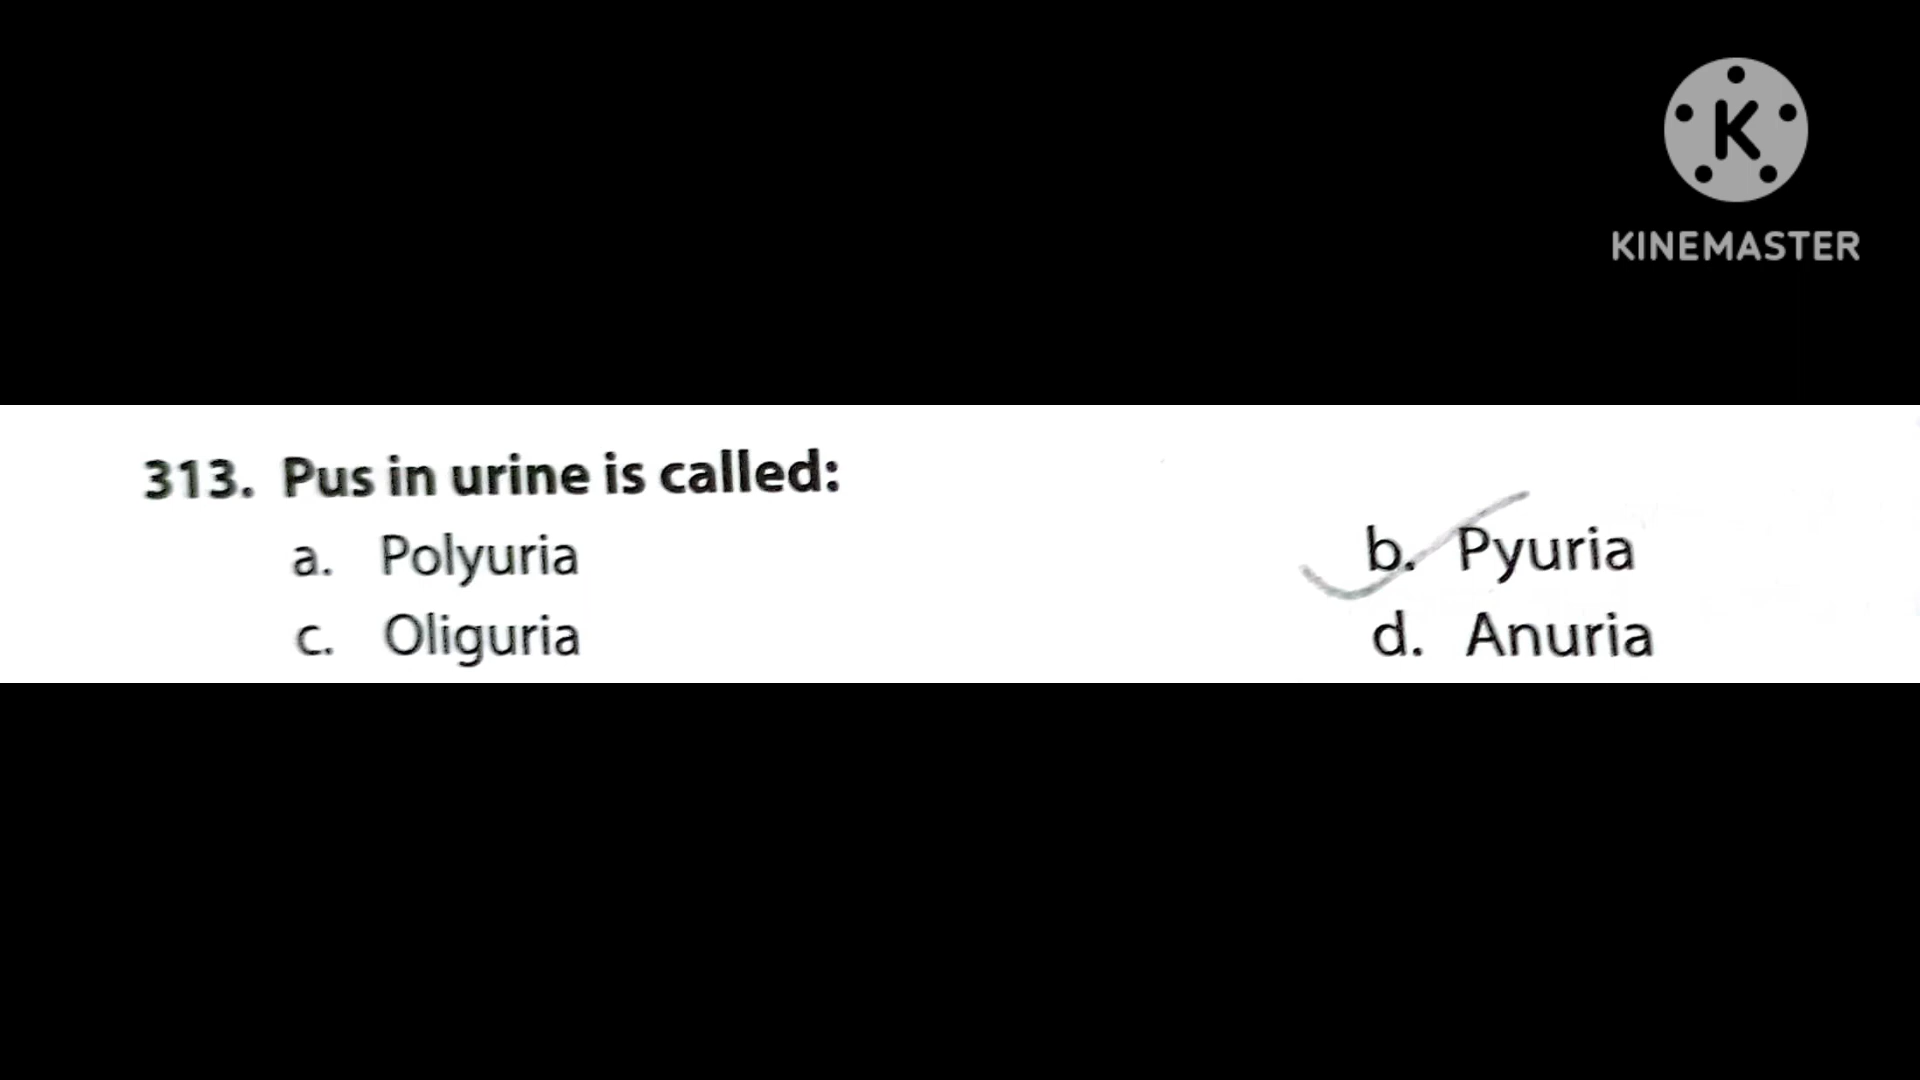 K
KINEMASTER
313. Pus in urine is called:
a. Polyuria
b. Pyuria
c. Oliguria
d. Anuria